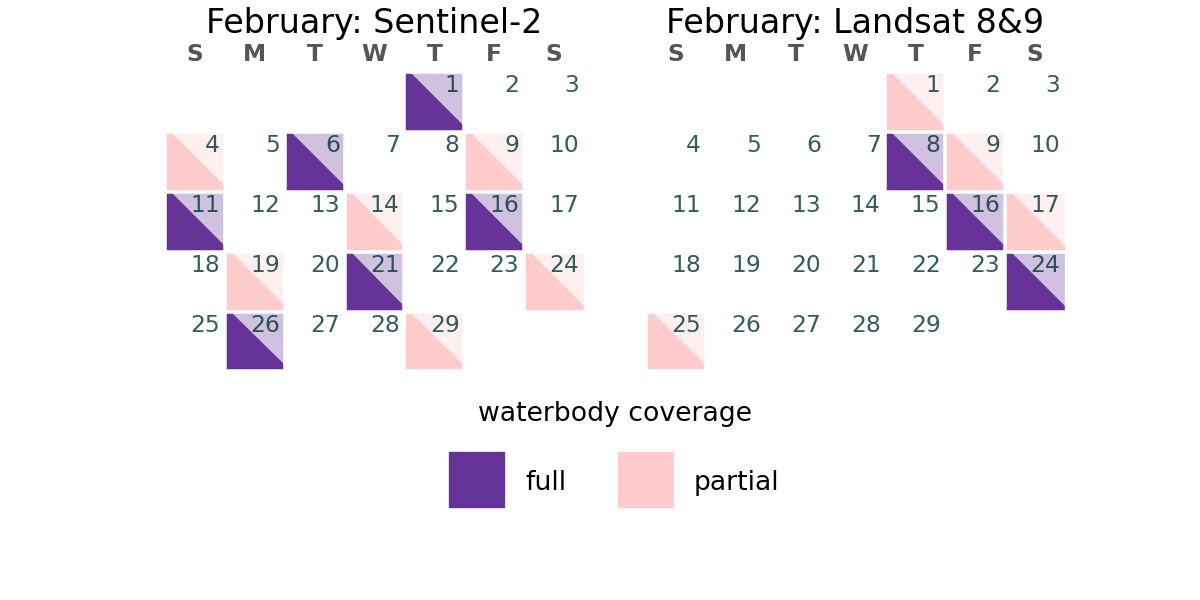 February: Sentinel-2
S M T W T F S
1 2 3
4 5 6 7 8 9 10
11 12 13 14 15 16 17
18 19 20 21 22 23 24
25 26 27 28 29
February: Landsat 8&9
S M T W T F S
1 2 3
4 5 6 7 8 9 10
11 12 13 14 15 16 17
18 19 20 21 22 23 24
25 26 27 28 29
waterbody coverage
full partial